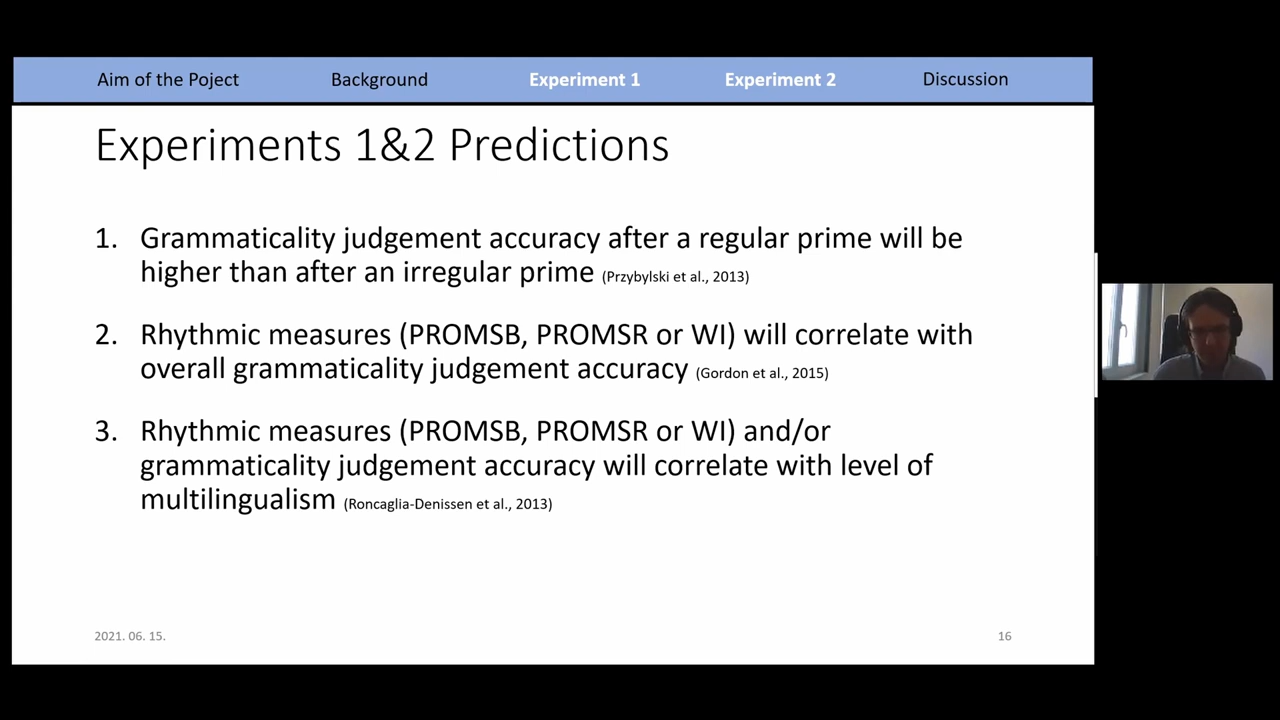 Aim of the Poject Background Experiment 1 Experiment 2 Discussion
Experiments 1&2 Predictions
1. Grammaticality judgement accuracy after a regular prime will be
higher than after an irregular prime (Przybylski et al., 2013)
2. Rhythmic measures (PROMSB, PROMSR or WI) will correlate with
overall grammaticality judgement accuracy (Gordon et al., 2015)
3. Rhythmic measures (PROMSB, PROMSR or WI) and/or
grammaticality judgement accuracy will correlate with level of
multilingualism (Roncaglia-Denissen et al., 2013)
2021. 06. 15. 16